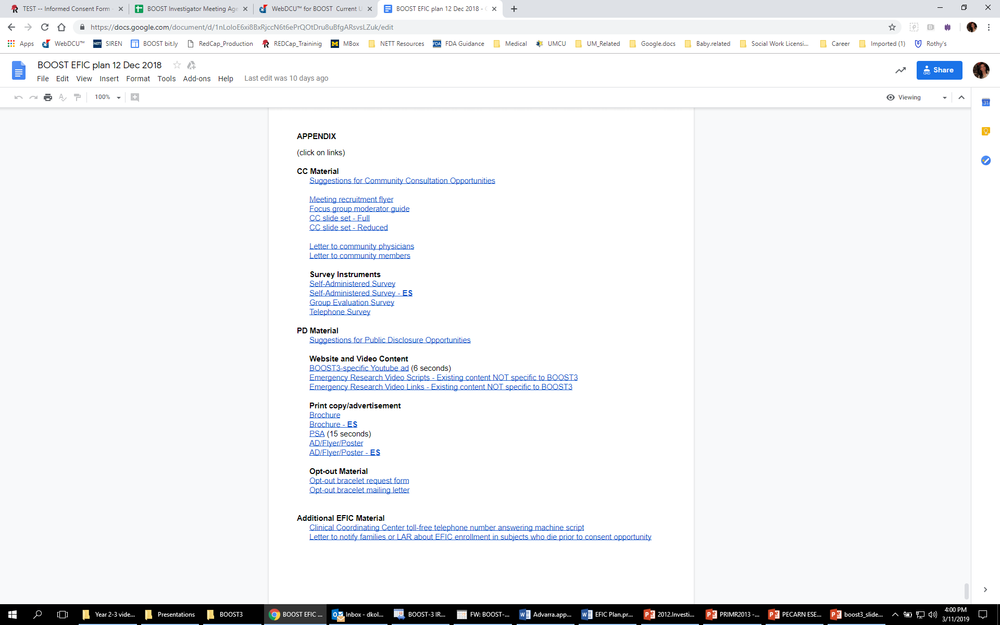 TEST -- Informed Consent Form -
BOOST Investigator Meeting Age
WebDCU™ for BOOST Current U
BOOST EFIC plan 12 Dec 2018 -
https://docs.google.com/document/d/1nLoIoE6xi8BxRjccN6t6ePrQOtDru8uBfgARsvsLZuk/edit
Apps WebDCU™ NETT SIREN BOOST bit.ly RedCap_Production REDCap_Traininig M MBox NETT Resources FDA FDA Guidance Medical UMCU UM_Related Google.docs Baby.related Social Work Licensi... Career Imported (1) Rothy's
BOOST EFIC plan 12 Dec 2018
Share
File Edit View Insert Format Tools Add-ons Help Last edit was 10 days ago
100%
Viewing
31
APPENDIX
(click on links)
CC Material
Suggestions for Community Consultation Opportunities
Meeting recruitment flyer
Focus group moderator guide
CC slide set - Full
CC slide set - Reduced
Letter to community physicians
Letter to community members
Survey Instruments
Self-Administered Survey
Self-Administered Survey - ES
Group Evaluation Survey
Telephone Survey
PD Material
Suggestions for Public Disclosure Opportunities
Website and Video Content
BOOST3-specific Youtube ad (6 seconds)
Emergency Research Video Scripts - Existing content NOT specific to BOOST3
Emergency Research Video Links - Existing content NOT specific to BOOST3
Print copy/advertisement
Brochure
Brochure - ES
PSA (15 seconds)
AD/Flyer/Poster
AD/Flyer/Poster - ES
Opt-out Material
Opt-out bracelet request form
Opt-out bracelet mailing letter
Additional EFIC Material
Clinical Coordinating Center toll-free telephone number answering machine script
Letter to notify families or LAR about EFIC enrollment in subjects who die prior to consent opportunity
Year 2-3 vide... Presentations BOOST3 BOOST EFIC ... Inbox - dkol... BOOST-3 IR... FW: BOOST-... Advarra.app... EFIC Plan.pr... 2012.Investi... PRIMR2013 -... PECARN ESE... boost3_slide...
4:00 PM
3/11/2019